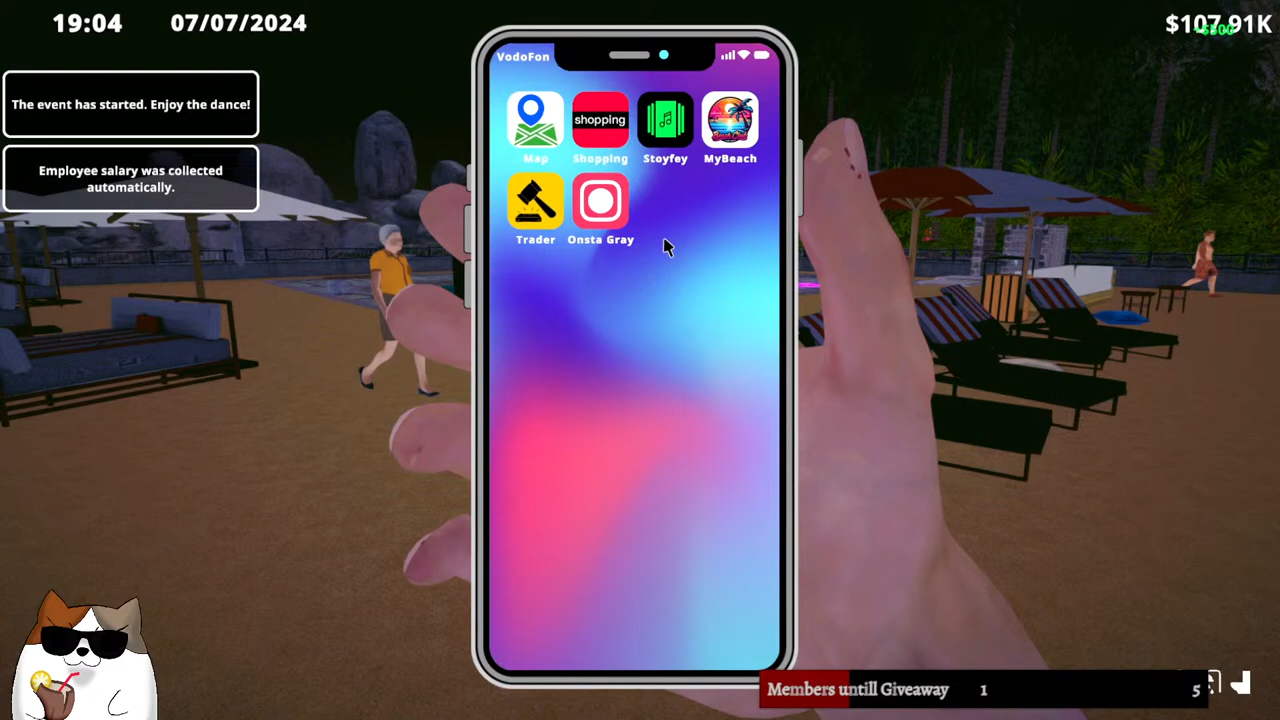 19:04
07/07/2024
$107.91K
+$500
The event has started. Enjoy the dance!
Employee salary was collected
automatically.
VodoFon
shopping
Map
Shopping
Stoyfey
MyBeach
Trader
Onsta Gray
Members untill Giveaway
1
5